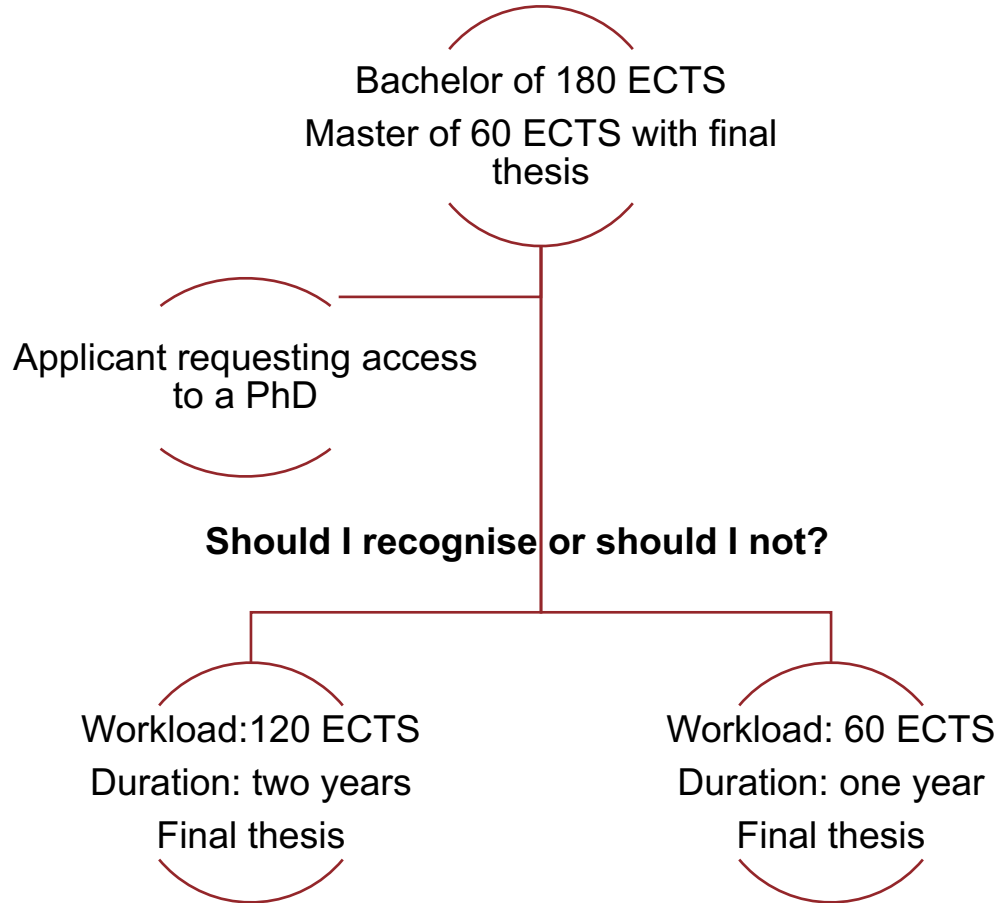 Bachelor of 180 ECTS
Master of 60 ECTS with final
thesis
Applicant requesting access
to a PhD
Should I recognise or should I not?
Workload:120 ECTS
Duration: two years
Final thesis
Workload: 60 ECTS
Duration: one year
Final thesis